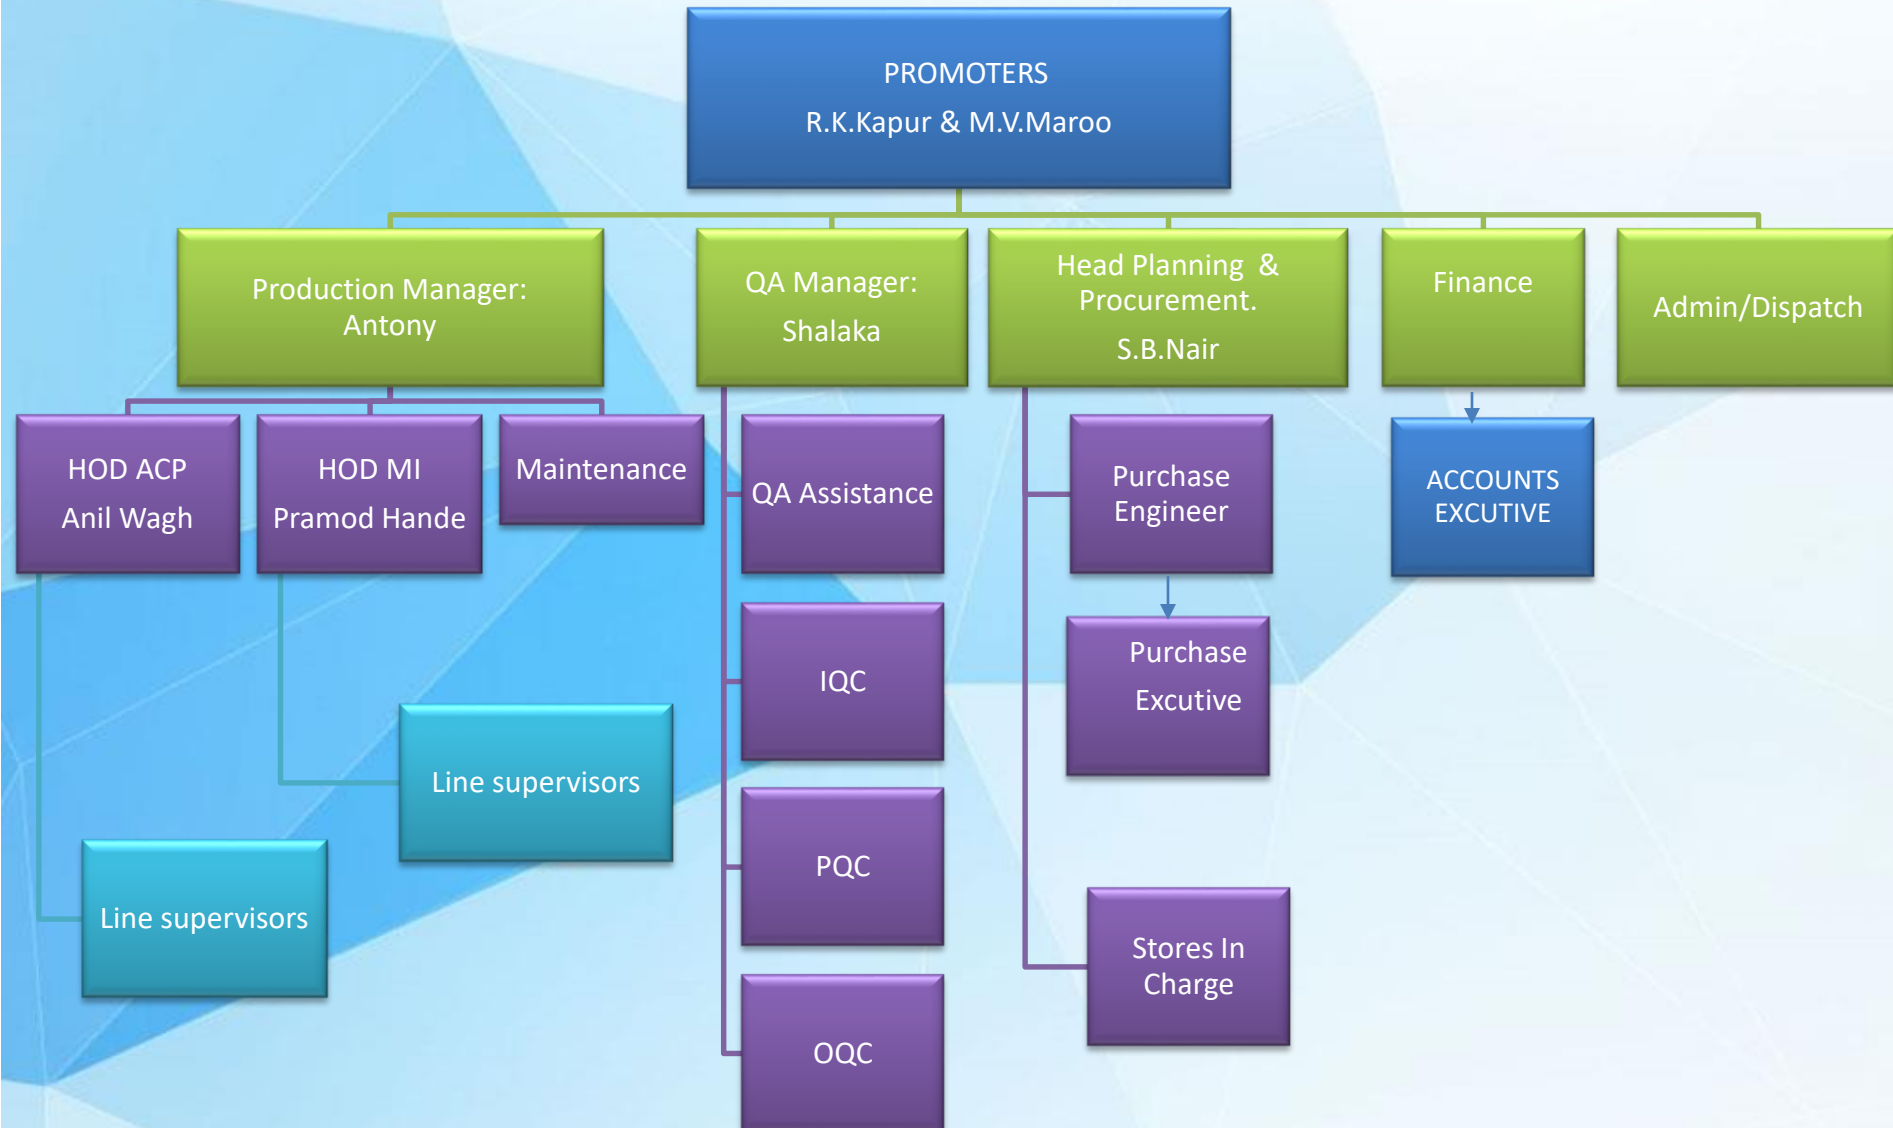 PROMOTERS
R.K.Kapur & M.V.Maroo
Production Manager:
Antony
QA Manager:
Shalaka
Head Planning &
Procurement.
S.B.Nair
Finance
Admin/Dispatch
HOD ACP
Anil Wagh
HOD MI
Pramod Hande
Maintenance
QA Assistance
Purchase
Engineer
ACCOUNTS
EXCUTIVE
IQC
Purchase
Excutive
Line supervisors
PQC
Line supervisors
Stores In
Charge
OQC